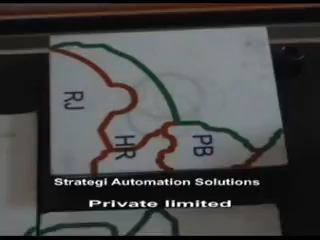 RJ
HR
PB
Strategi Automation Solutions
Private limited